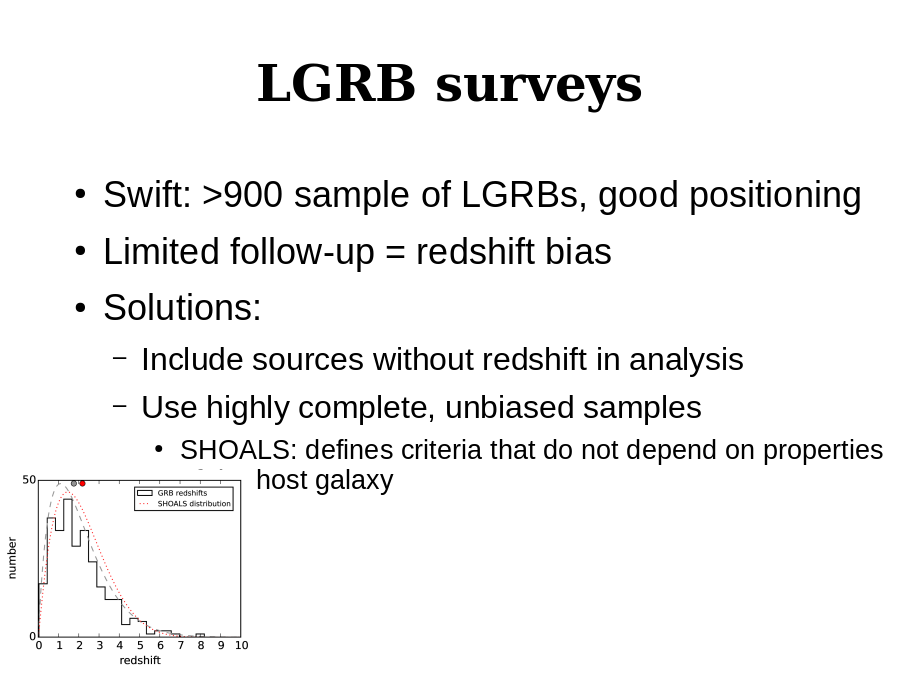 LGRB surveys
• Swift: >900 sample of LGRBs, good positioning
• Limited follow-up = redshift bias
• Solutions:
– Include sources without redshift in analysis
– Use highly complete, unbiased samples
• SHOALS: defines criteria that do not depend on properties
host galaxy
50
GRB redshifts
SHOALS distribution
number
0
0 1 2 3 4 5 6 7 8 9 10
redshift